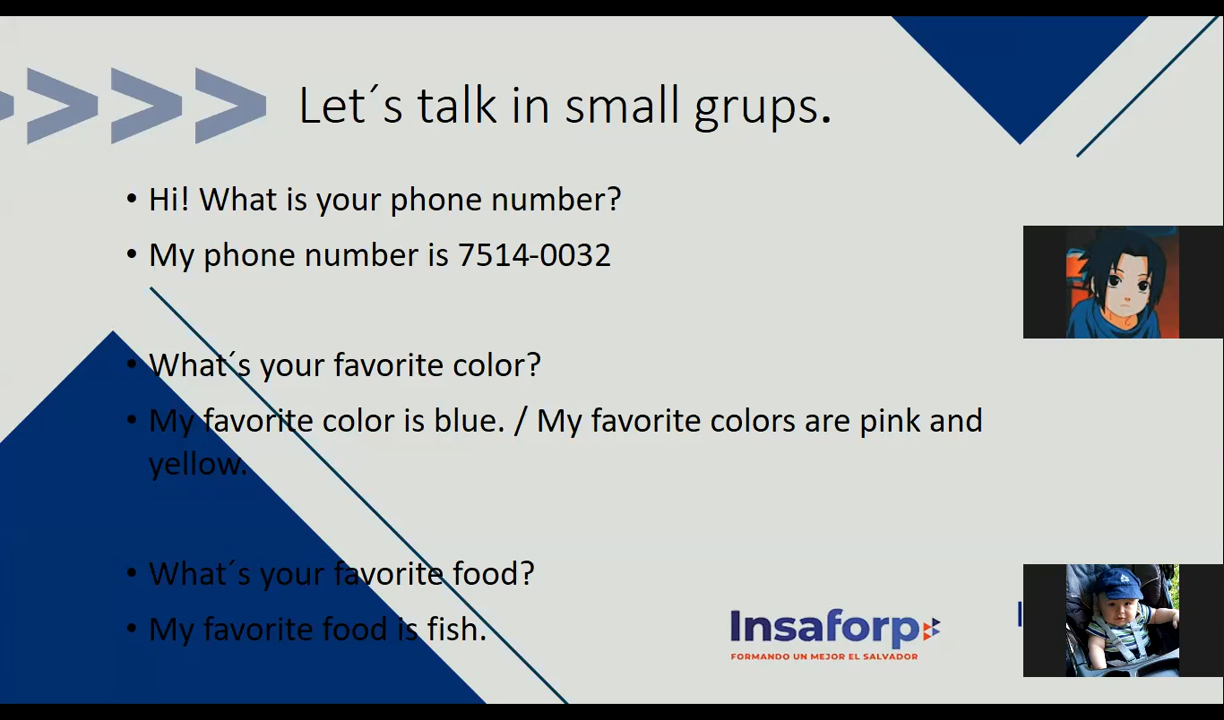 Let´s talk in small grups.
• Hi! What is your phone number?
• My phone number is 7514-0032
• What´s your favorite color?
• My favorite color is blue. / My favorite colors are pink and
yellow.
• What´s your favorite food?
• My favorite food is fish.
Insaforp
FORMANDO UN MEJOR EL SALVADOR